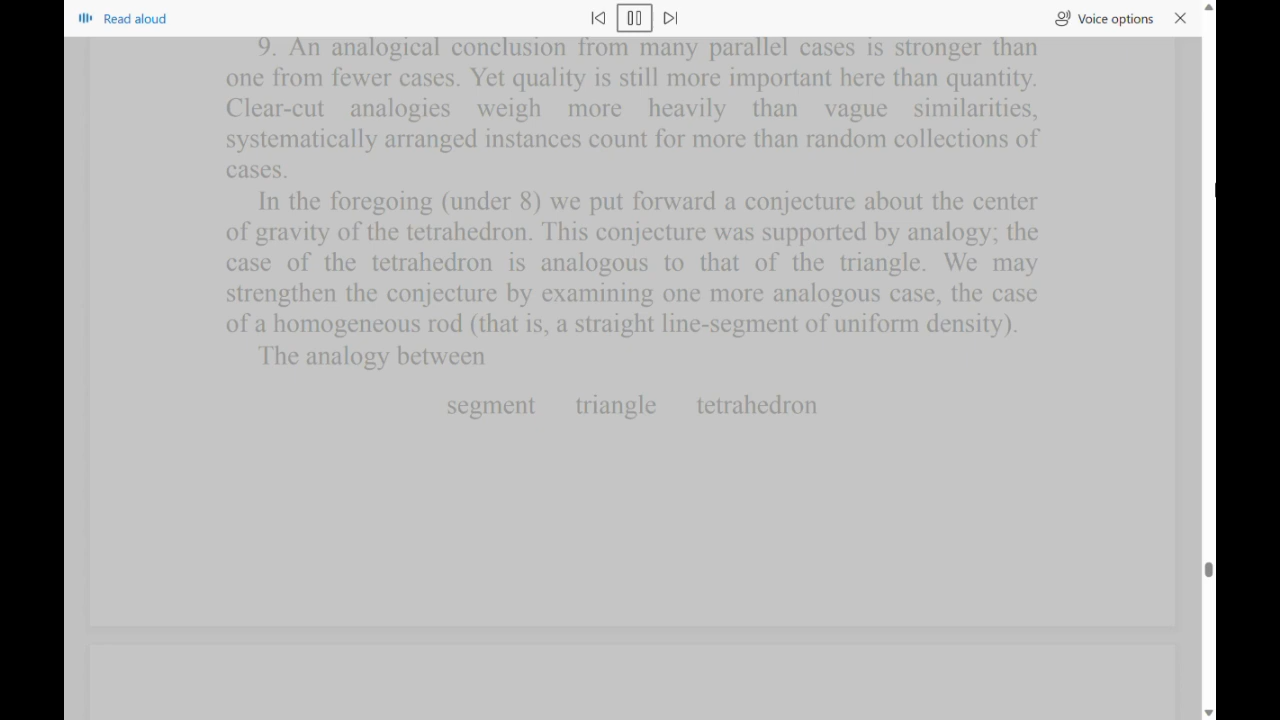 Read aloud
Voice options
9. An analogical conclusion from many parallel cases is stronger than
one from fewer cases. Yet quality is still more important here than quantity.
Clear-cut analogies weigh more heavily than vague similarities,
systematically arranged instances count for more than random collections of
cases.
In the foregoing (under 8) we put forward a conjecture about the center
of gravity of the tetrahedron. This conjecture was supported by analogy; the
case of the tetrahedron is analogous to that of the triangle. We may
strengthen the conjecture by examining one more analogous case, the case
of a homogeneous rod (that is, a straight line-segment of uniform density).
The analogy between
segment triangle tetrahedron